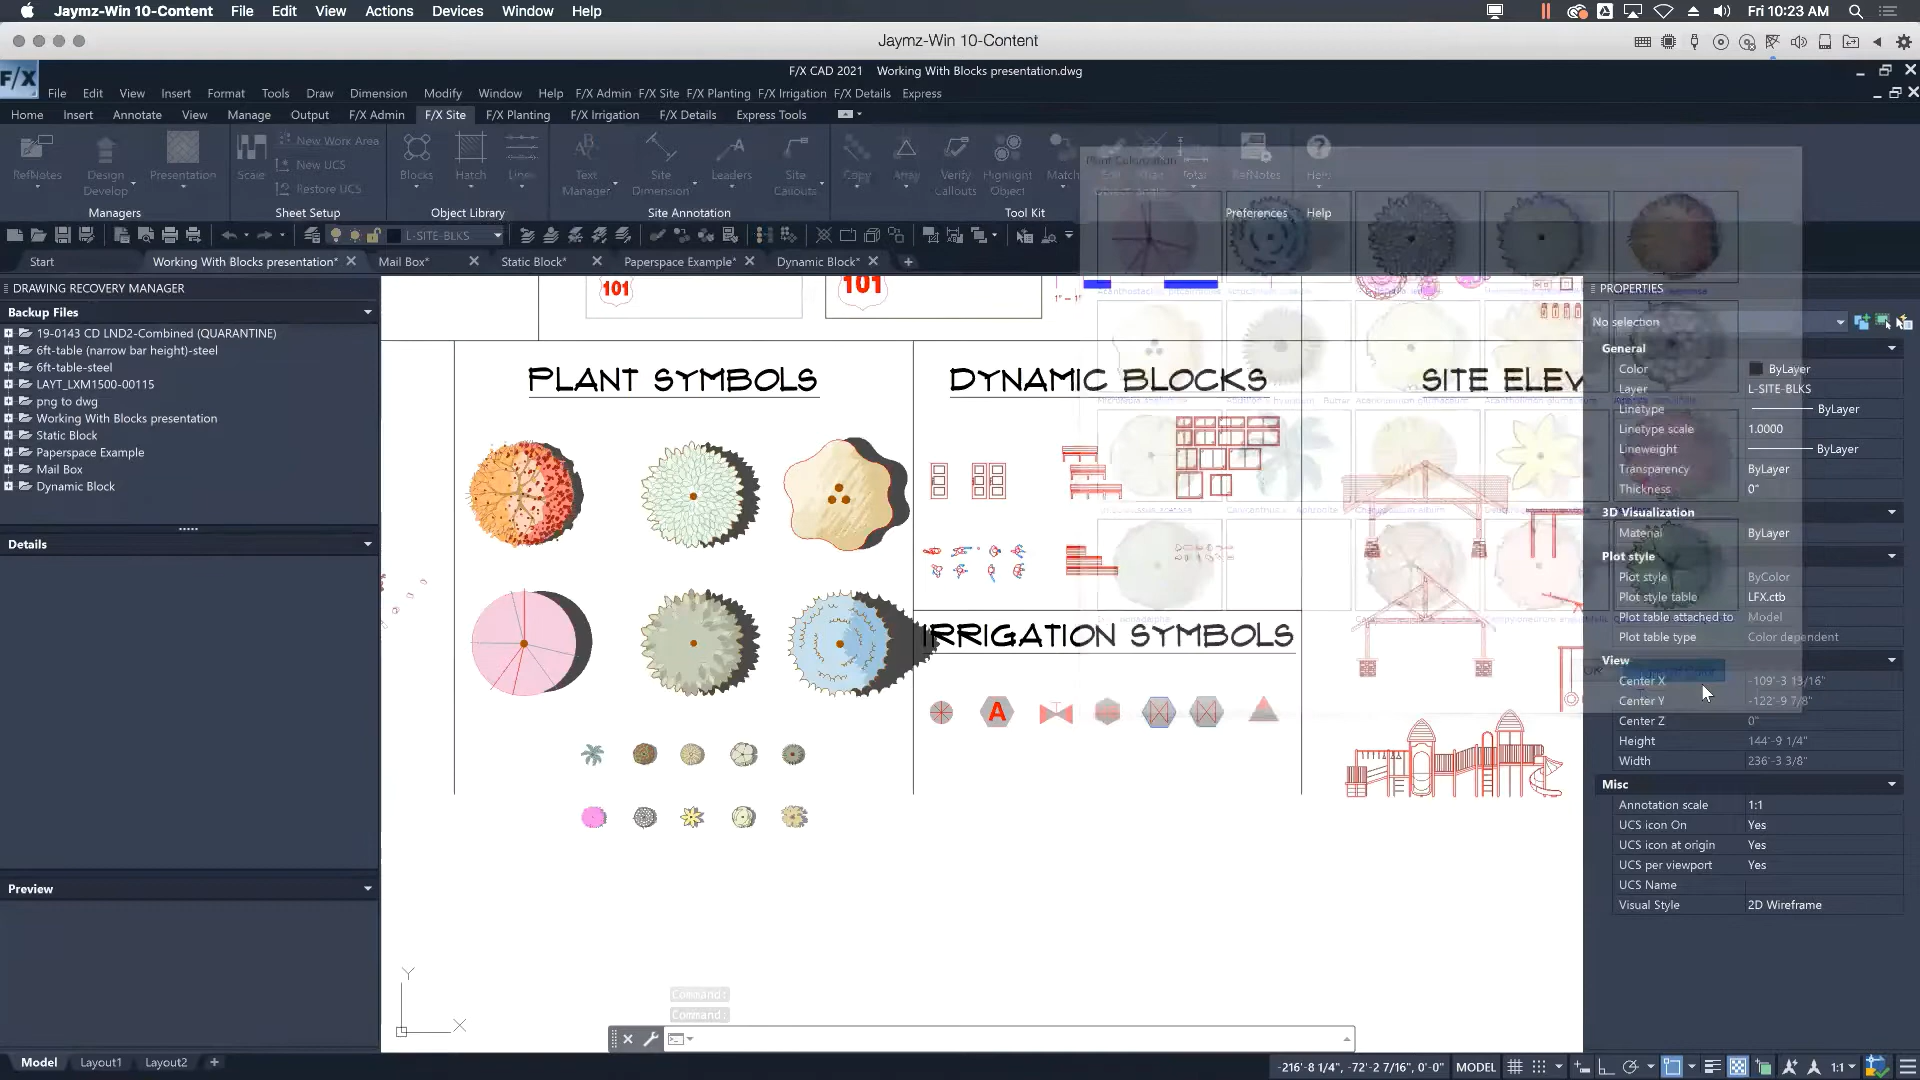 Jaymz-Win 10-Content File Edit View Actions Devices Window Help Fri 10:23 AM
Jaymz-Win 10-Content
F/X
F/X CAD 2021 Working With Blocks presentation.dwg
File Edit View Insert Format Tools Draw Dimension Modify Window Help F/X Admin F/X Site F/X Planting F/X Irrigation F/X Details Express
Home Insert Annotate View Manage Output F/X Admin F/X Site F/X Planting F/X Irrigation F/X Details Express Tools
RefNotes Design Develop Presentation Scale New Work Area New UCS Restore UCS Blocks Hatch Lines Text Manager Site Dimension Leaders Site Callouts Copy Array Verify Callouts Highlight Object Match Total RefNotes Help
Plant Coloration
Managers Sheet Setup Object Library Site Annotation Tool Kit Preferences Help
L-SITE-BLKS
Start Working With Blocks presentation* Mail Box* Static Block* Paperspace Example* Dynamic Block*
DRAWING RECOVERY MANAGER
Backup Files
19-0143 CD LND2-Combined (QUARANTINE)
6ft-table (narrow bar height)-steel
6ft-table-steel
LAYT_LXM1500-00115
png to dwg
Working With Blocks presentation
Static Block
Paperspace Example
Mail Box
Dynamic Block
Details
Preview
101
101
1" = 1'
PLANT SYMBOLS
DYNAMIC BLOCKS
SITE ELEV
IRRIGATION SYMBOLS
A
Y
X
Command:
Command:
PROPERTIES
No selection
General
Color ByLayer
Layer L-SITE-BLKS
Linetype ByLayer
Linetype scale 1.0000
Lineweight ByLayer
Transparency ByLayer
Thickness 0"
3D Visualization
Material ByLayer
Plot style
Plot style ByColor
Plot style table LFX.ctb
Plot table attached to Model
Plot table type Color dependent
View
Center X -109'-3 13/16"
Center Y -122'-9 7/8"
Center Z 0"
Height 144'-9 1/4"
Width 236'-3 3/8"
Misc
Annotation scale 1:1
UCS icon On Yes
UCS icon at origin Yes
UCS per viewport Yes
UCS Name
Visual Style 2D Wireframe
Model Layout1 Layout2
-216'-8 1/4", -72'-2 7/16", 0'-0" MODEL 1:1